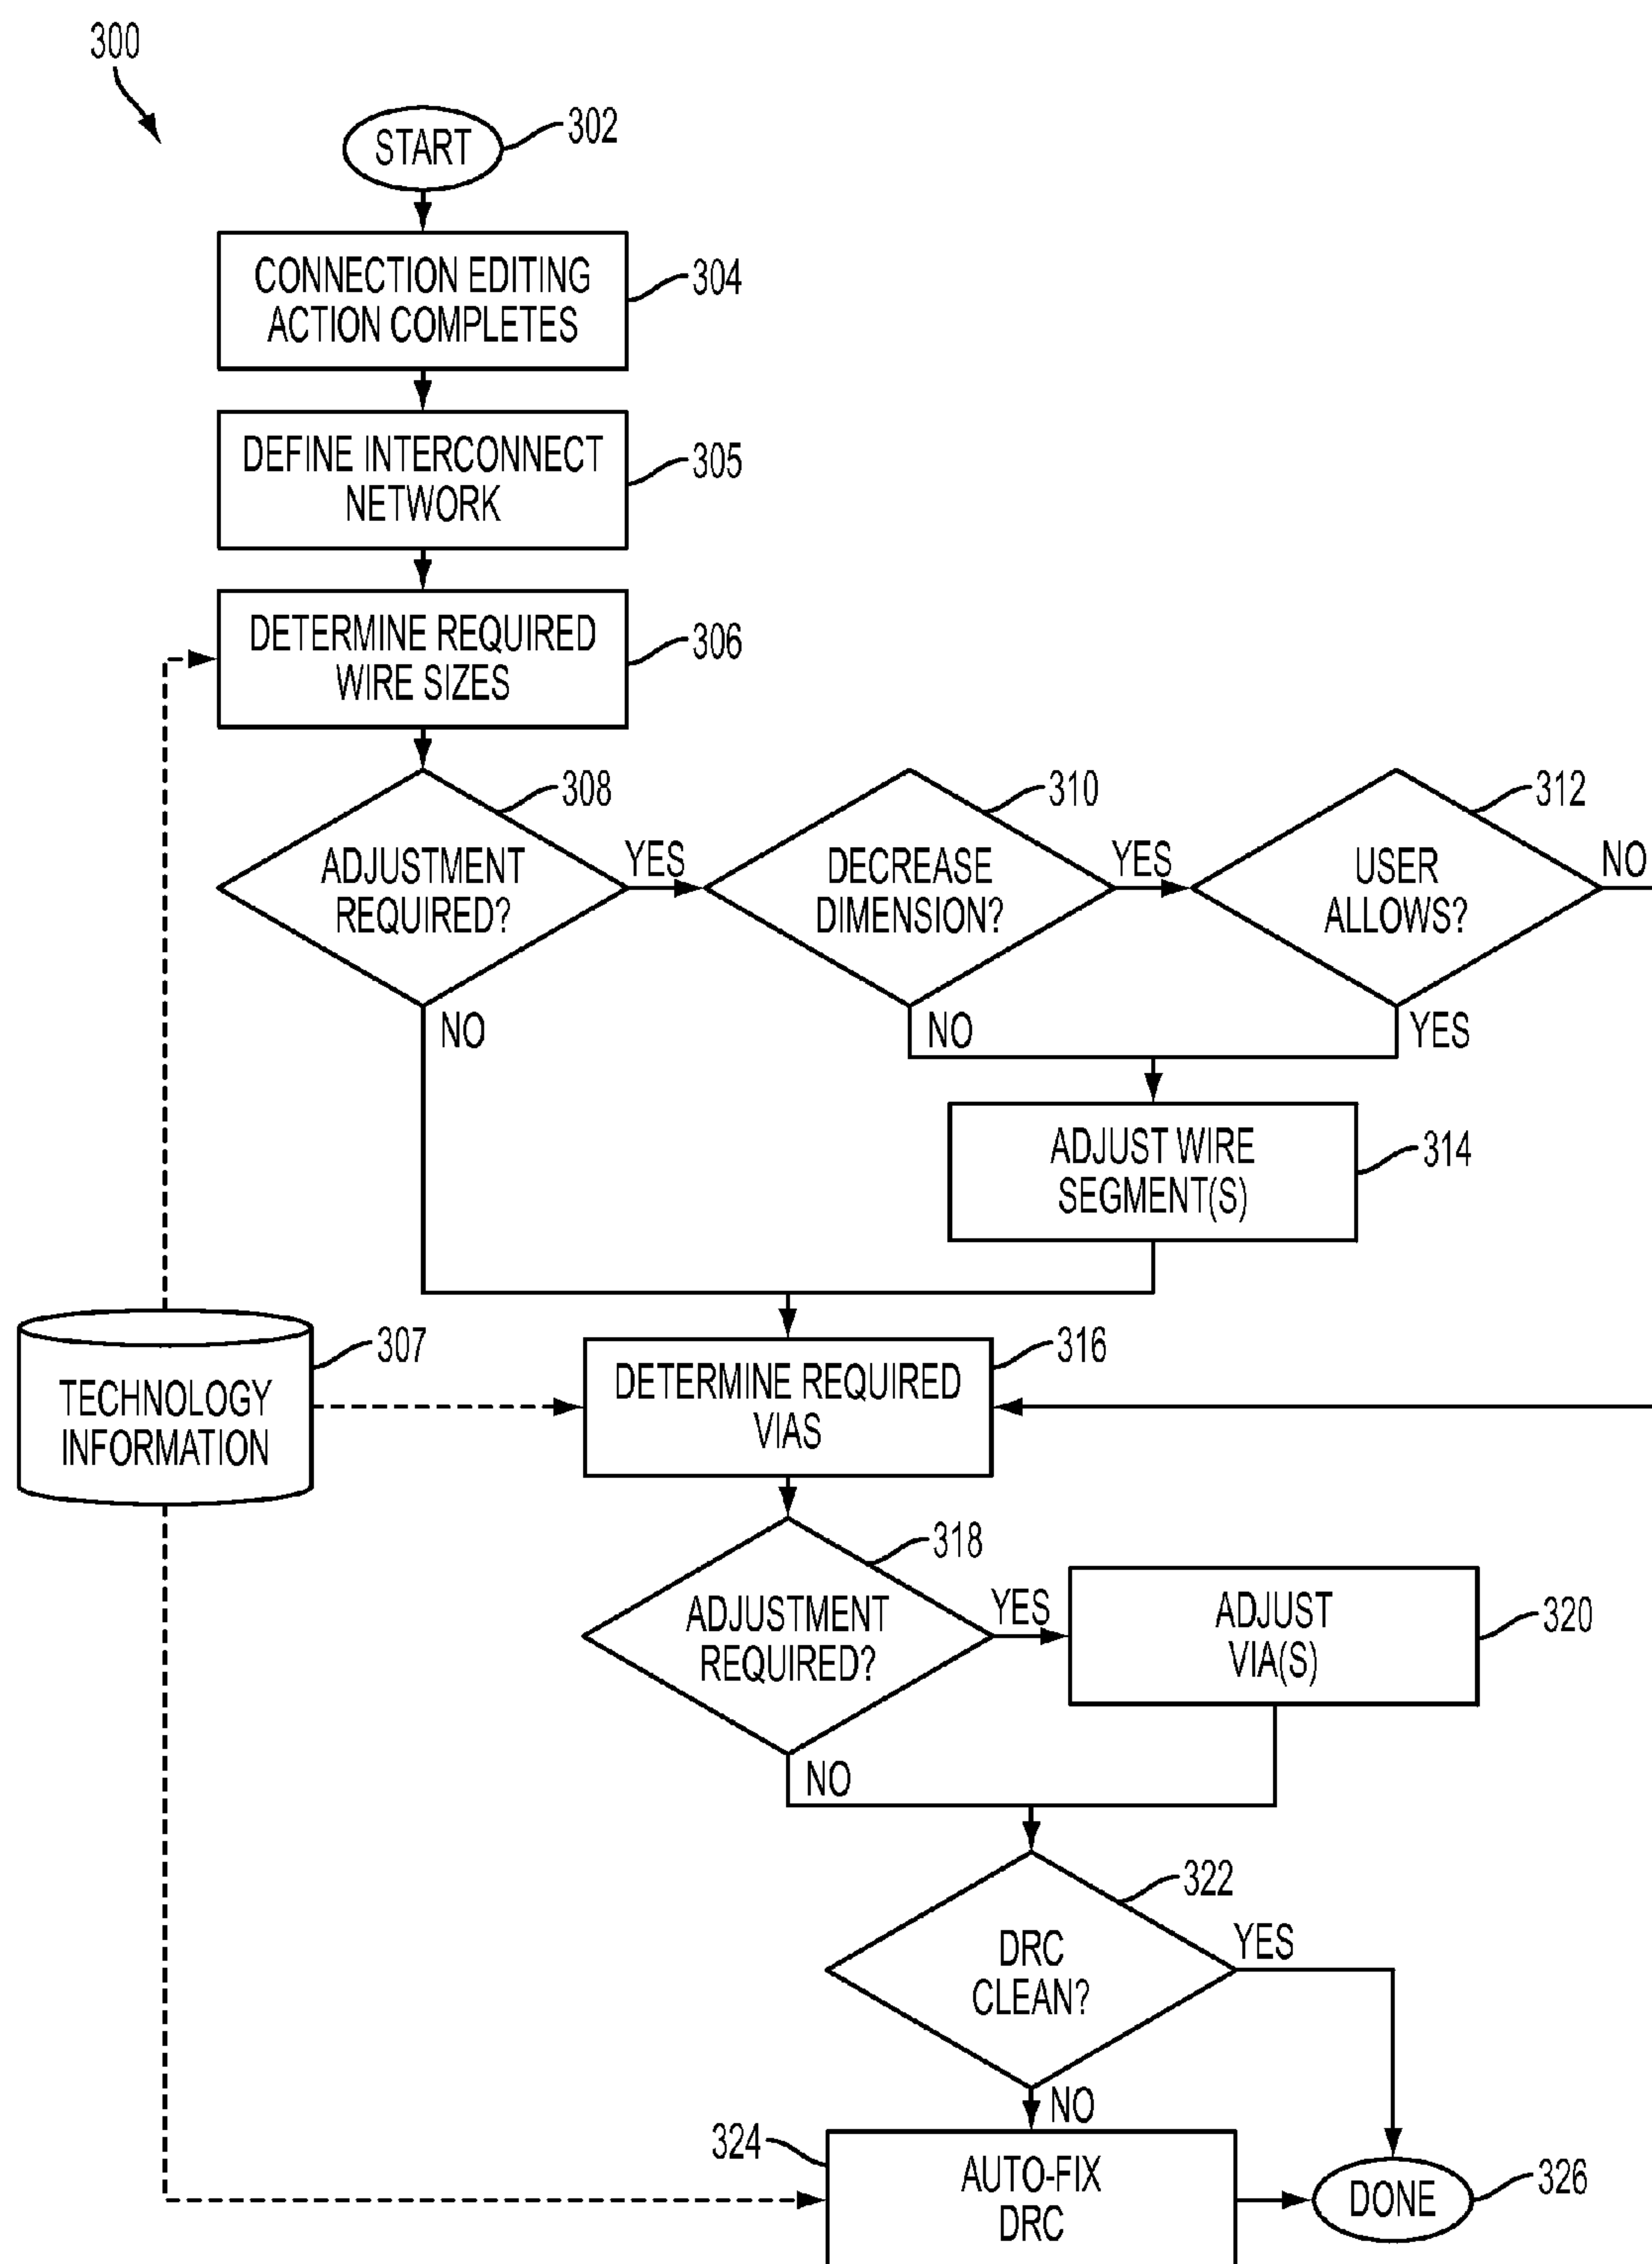 300
START
302
CONNECTION EDITING
ACTION COMPLETES
304
DEFINE INTERCONNECT
NETWORK
305
DETERMINE REQUIRED
WIRE SIZES
306
ADJUSTMENT
REQUIRED?
308
YES
NO
DECREASE
DIMENSION?
310
YES
NO
USER
ALLOWS?
312
NO
YES
ADJUST WIRE
SEGMENT(S)
314
TECHNOLOGY
INFORMATION
307
DETERMINE REQUIRED
VIAS
316
ADJUSTMENT
REQUIRED?
318
YES
NO
ADJUST
VIA(S)
320
DRC
CLEAN?
322
YES
NO
324
AUTO-FIX
DRC
DONE
326